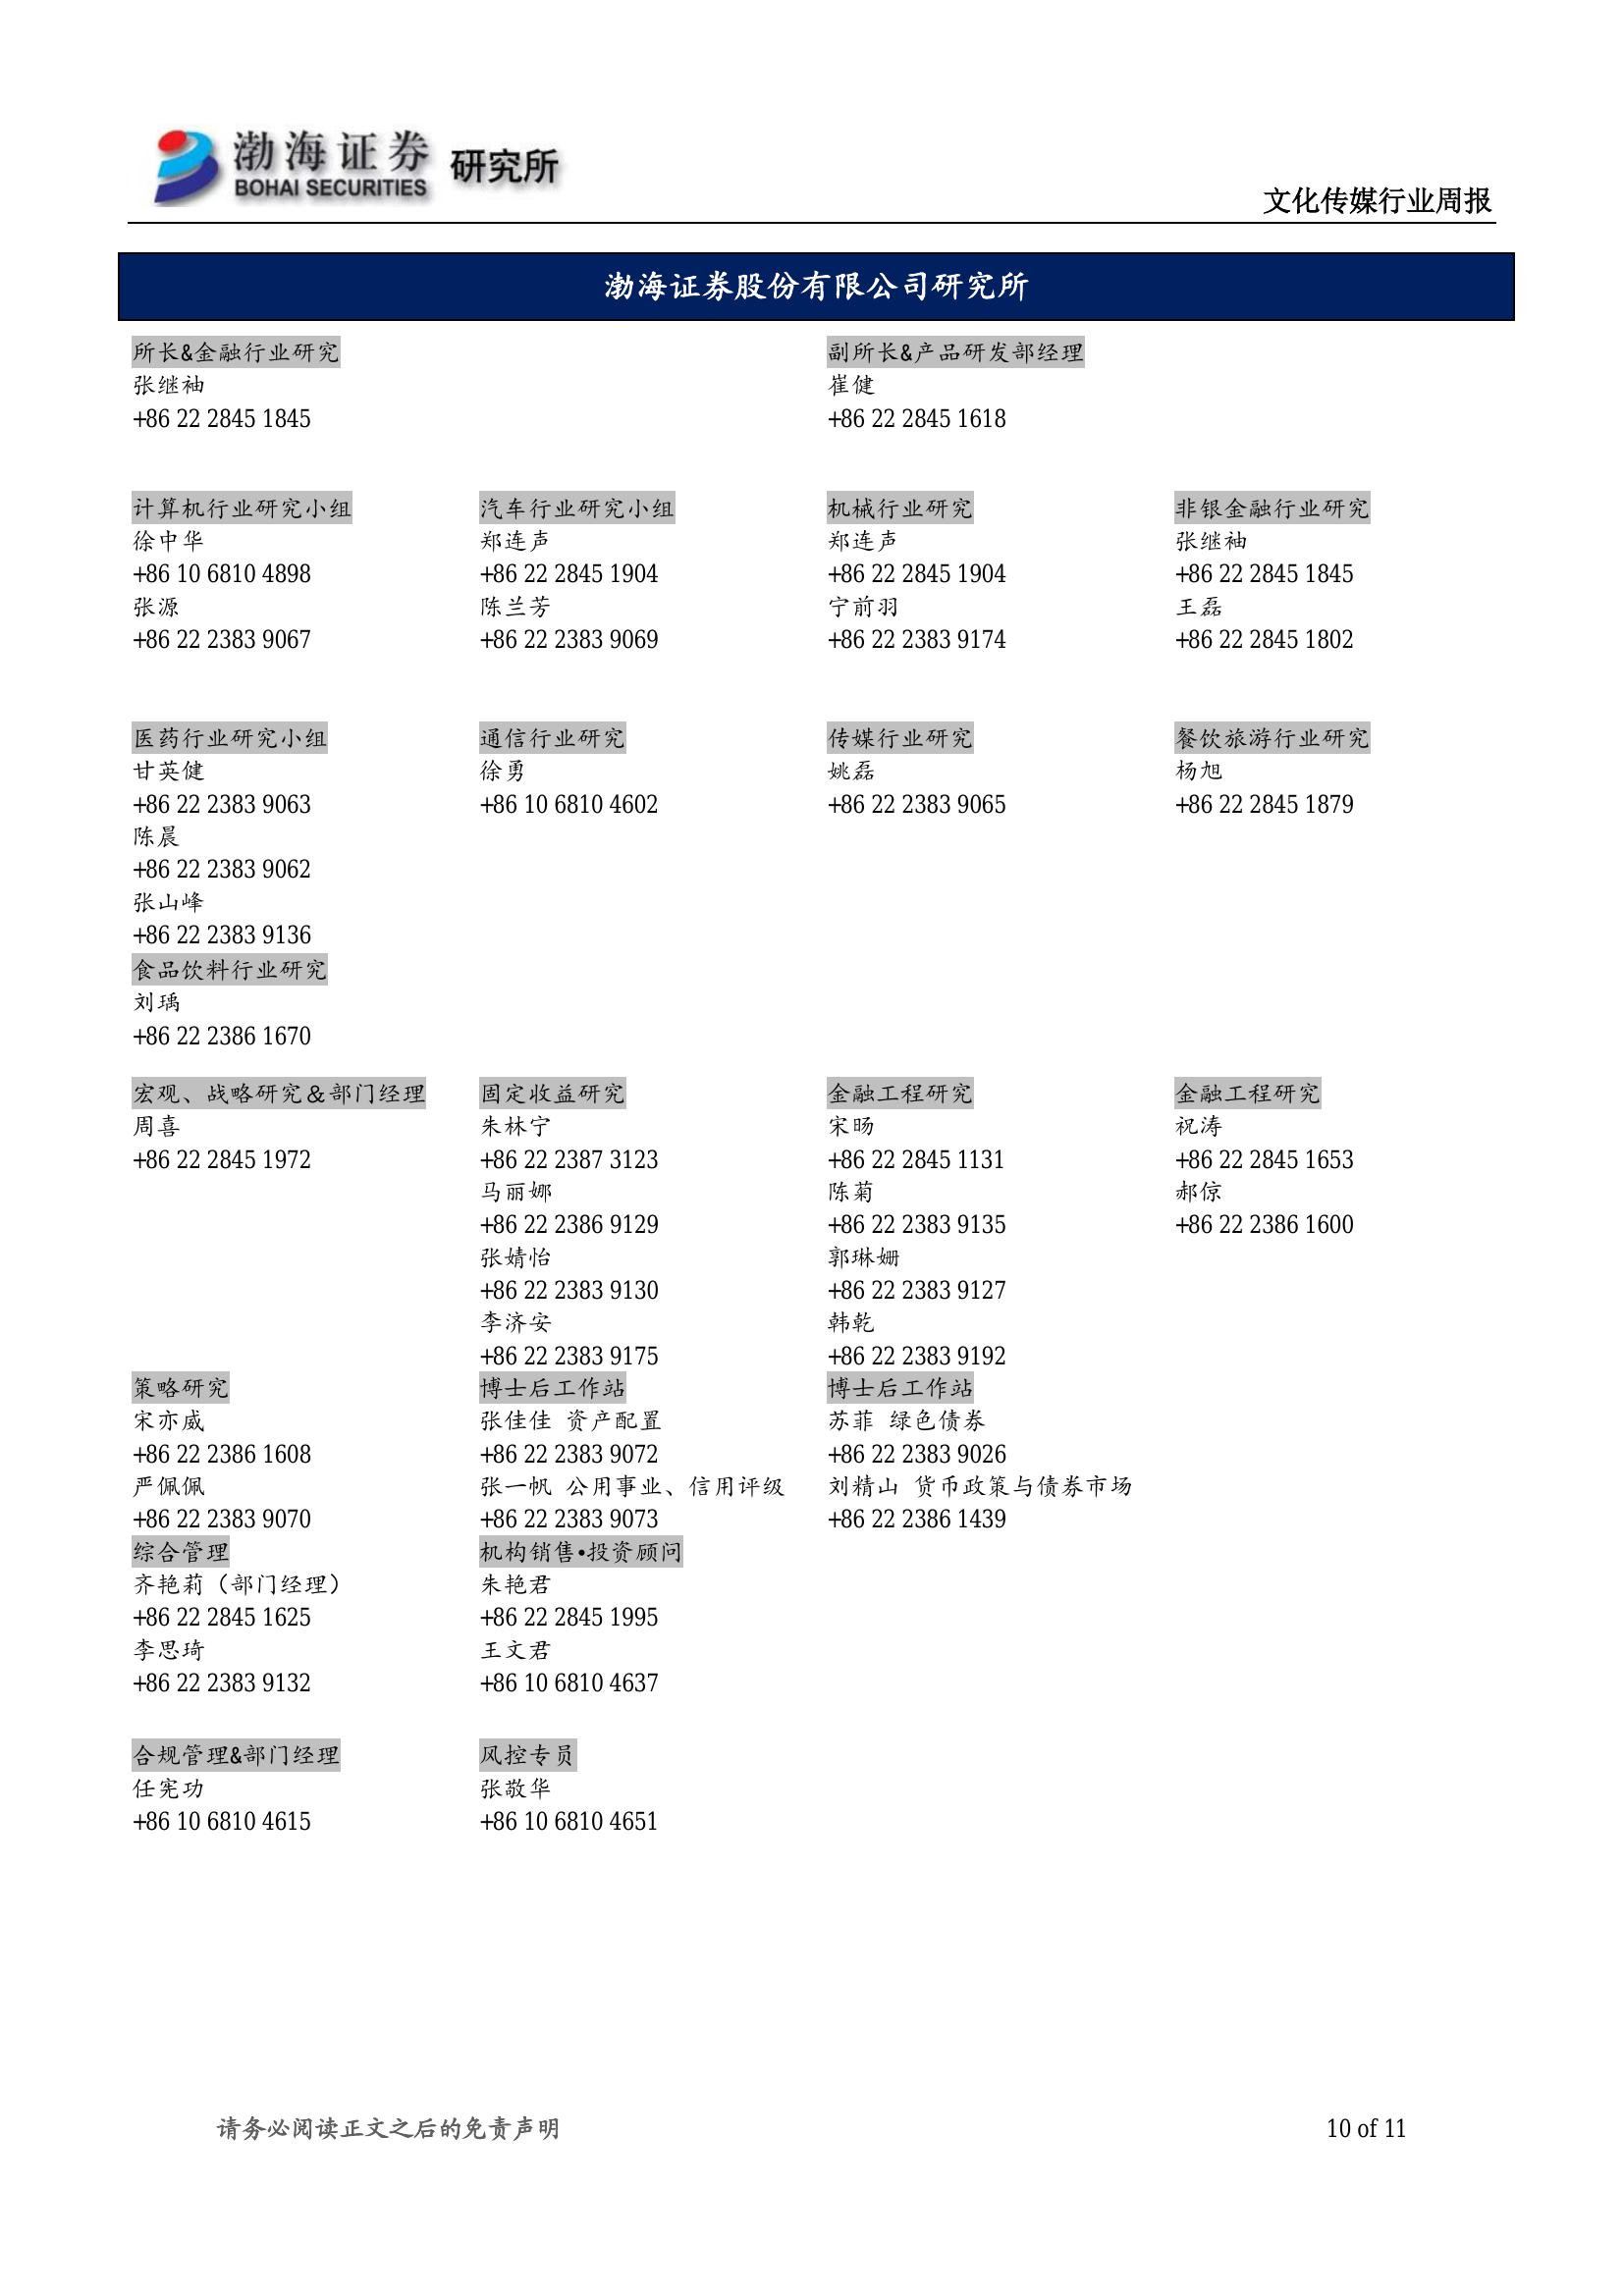 渤海证券 研究所
BOHAI SECURITIES
文化传媒行业周报
渤海证券股份有限公司研究所
所长&金融行业研究
张继袖
+86 22 2845 1845
副所长&产品研发部经理
崔健
+86 22 2845 1618
计算机行业研究小组
徐中华
+86 10 6810 4898
张源
+86 22 2383 9067
汽车行业研究小组
郑连声
+86 22 2845 1904
陈兰芳
+86 22 2383 9069
机械行业研究
郑连声
+86 22 2845 1904
宁前羽
+86 22 2383 9174
非银金融行业研究
张继袖
+86 22 2845 1845
王磊
+86 22 2845 1802
医药行业研究小组
甘英健
+86 22 2383 9063
陈晨
+86 22 2383 9062
张山峰
+86 22 2383 9136
通信行业研究
徐勇
+86 10 6810 4602
传媒行业研究
姚磊
+86 22 2383 9065
餐饮旅游行业研究
杨旭
+86 22 2845 1879
食品饮料行业研究
刘瑀
+86 22 2386 1670
宏观、战略研究＆部门经理
周喜
+86 22 2845 1972
固定收益研究
朱林宁
+86 22 2387 3123
马丽娜
+86 22 2386 9129
张婧怡
+86 22 2383 9130
李济安
+86 22 2383 9175
金融工程研究
宋旸
+86 22 2845 1131
陈菊
+86 22 2383 9135
郭琳姗
+86 22 2383 9127
韩乾
+86 22 2383 9192
金融工程研究
祝涛
+86 22 2845 1653
郝倞
+86 22 2386 1600
策略研究
宋亦威
+86 22 2386 1608
严佩佩
+86 22 2383 9070
博士后工作站
张佳佳 资产配置
+86 22 2383 9072
张一帆 公用事业、信用评级
+86 22 2383 9073
博士后工作站
苏菲 绿色债券
+86 22 2383 9026
刘精山 货币政策与债券市场
+86 22 2386 1439
综合管理
齐艳莉（部门经理）
+86 22 2845 1625
李思琦
+86 22 2383 9132
机构销售•投资顾问
朱艳君
+86 22 2845 1995
王文君
+86 10 6810 4637
合规管理&部门经理
任宪功
+86 10 6810 4615
风控专员
张敬华
+86 10 6810 4651
请务必阅读正文之后的免责声明
10 of 11